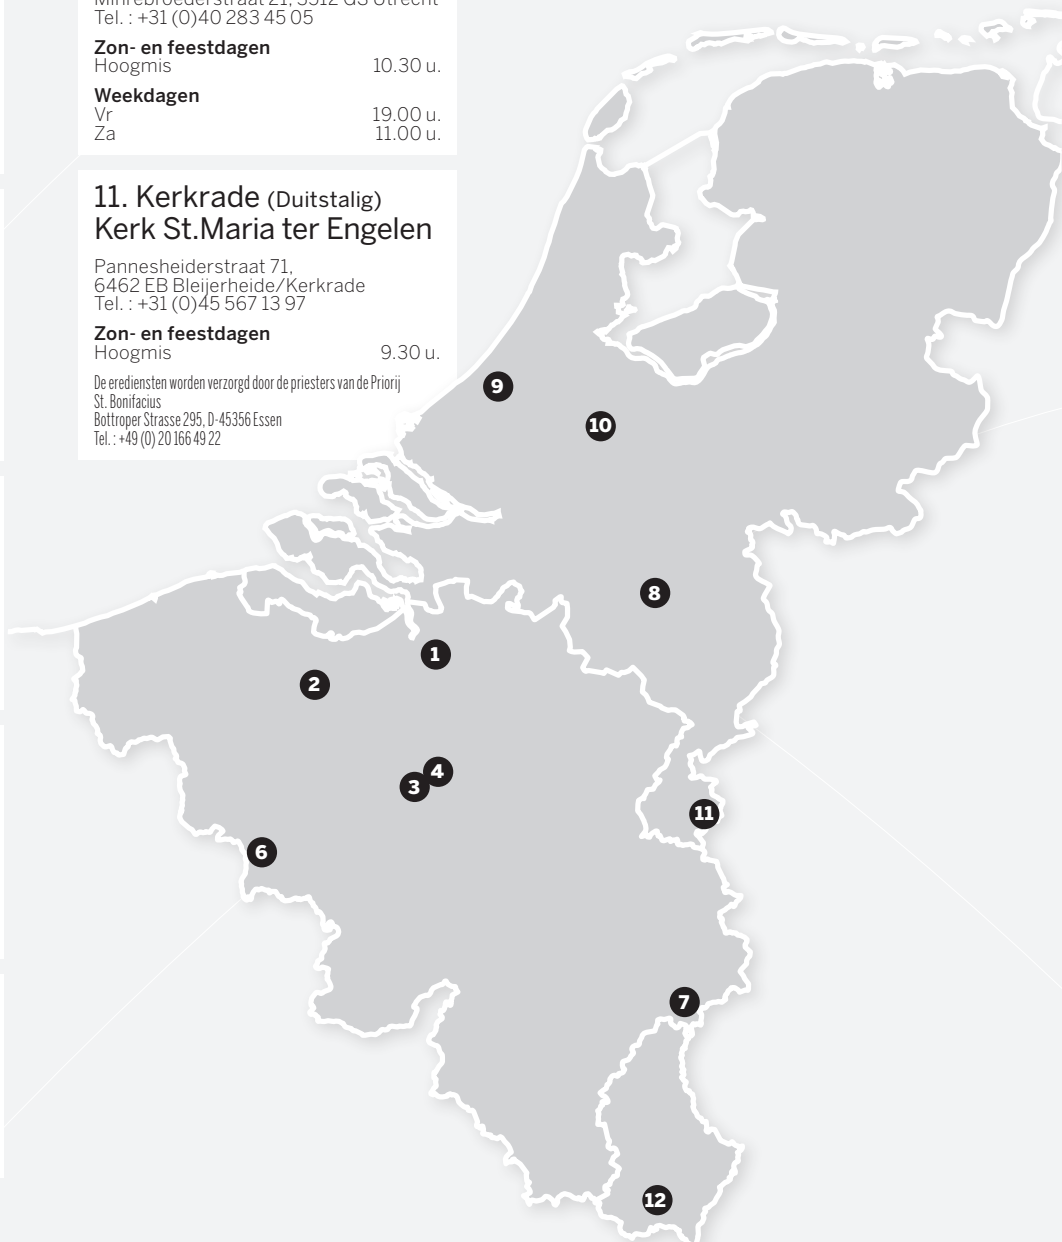 Minrebroederstraat 21, 3512 GS Utrecht
Tel. : +31 (0)40 283 45 05
Zon- en feestdagen
Hoogmis 10.30 u.
Weekdagen
Vr 19.00 u.
Za 11.00 u.
11. Kerkrade (Duitstalig)
Kerk St.Maria ter Engelen
Pannesheiderstraat 71,
6462 EB Bleijerheide/Kerkrade
Tel. : +31 (0)45 567 13 97
Zon- en feestdagen
Hoogmis 9.30 u.
De erediensten worden verzorgd door de priesters van de Priorij
St. Bonifacius
Bottroper Strasse 295, D-45356 Essen
Tel. : +49 (0) 20 166 49 22
9
10
8
1
2
4
3
11
6
7
12